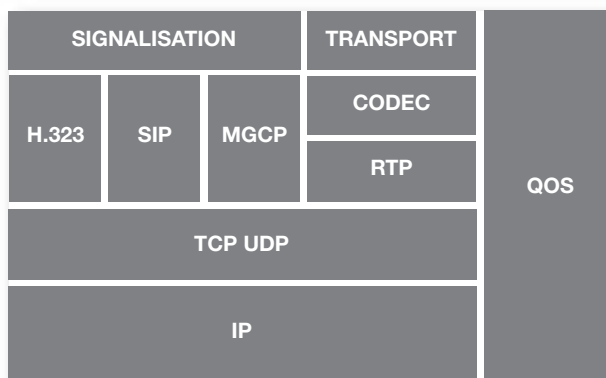 SIGNALISATION
TRANSPORT
H.323
SIP
MGCP
CODEC
RTP
QOS
TCP UDP
IP